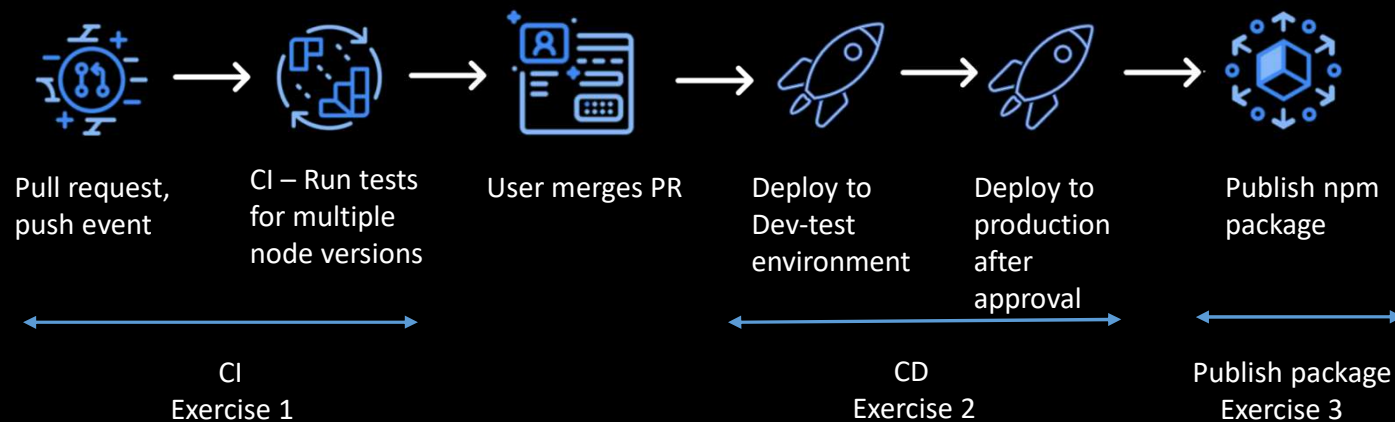 Pull request,
push event
CI – Run tests
for multiple
node versions
User merges PR
Deploy to
Dev-test
environment
Deploy to
production
after
approval
Publish npm
package
CI
Exercise 1
CD
Exercise 2
Publish package
Exercise 3